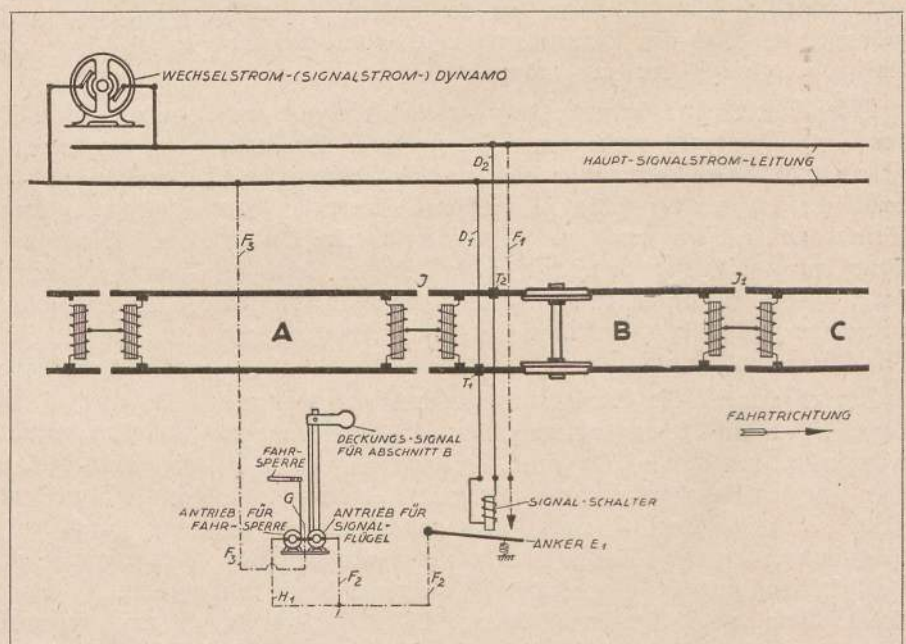 WECHSELSTROM-(SIGNALSTROM-) DYNAMO
D2
HAUPT-SIGNALSTROM-LEITUNG
D1
F1
F3
J
T2
J1
A
B
C
T1
FAHRTRICHTUNG
DECKUNGS-SIGNAL
FÜR ABSCHNITT B
FAHR-
SPERRE
G
SIGNAL-SCHALTER
ANTRIEB FÜR
FAHR-SPERRE
ANTRIEB FÜR
SIGNAL-
FLÜGEL
ANKER E1
F3
F2
F2
H1